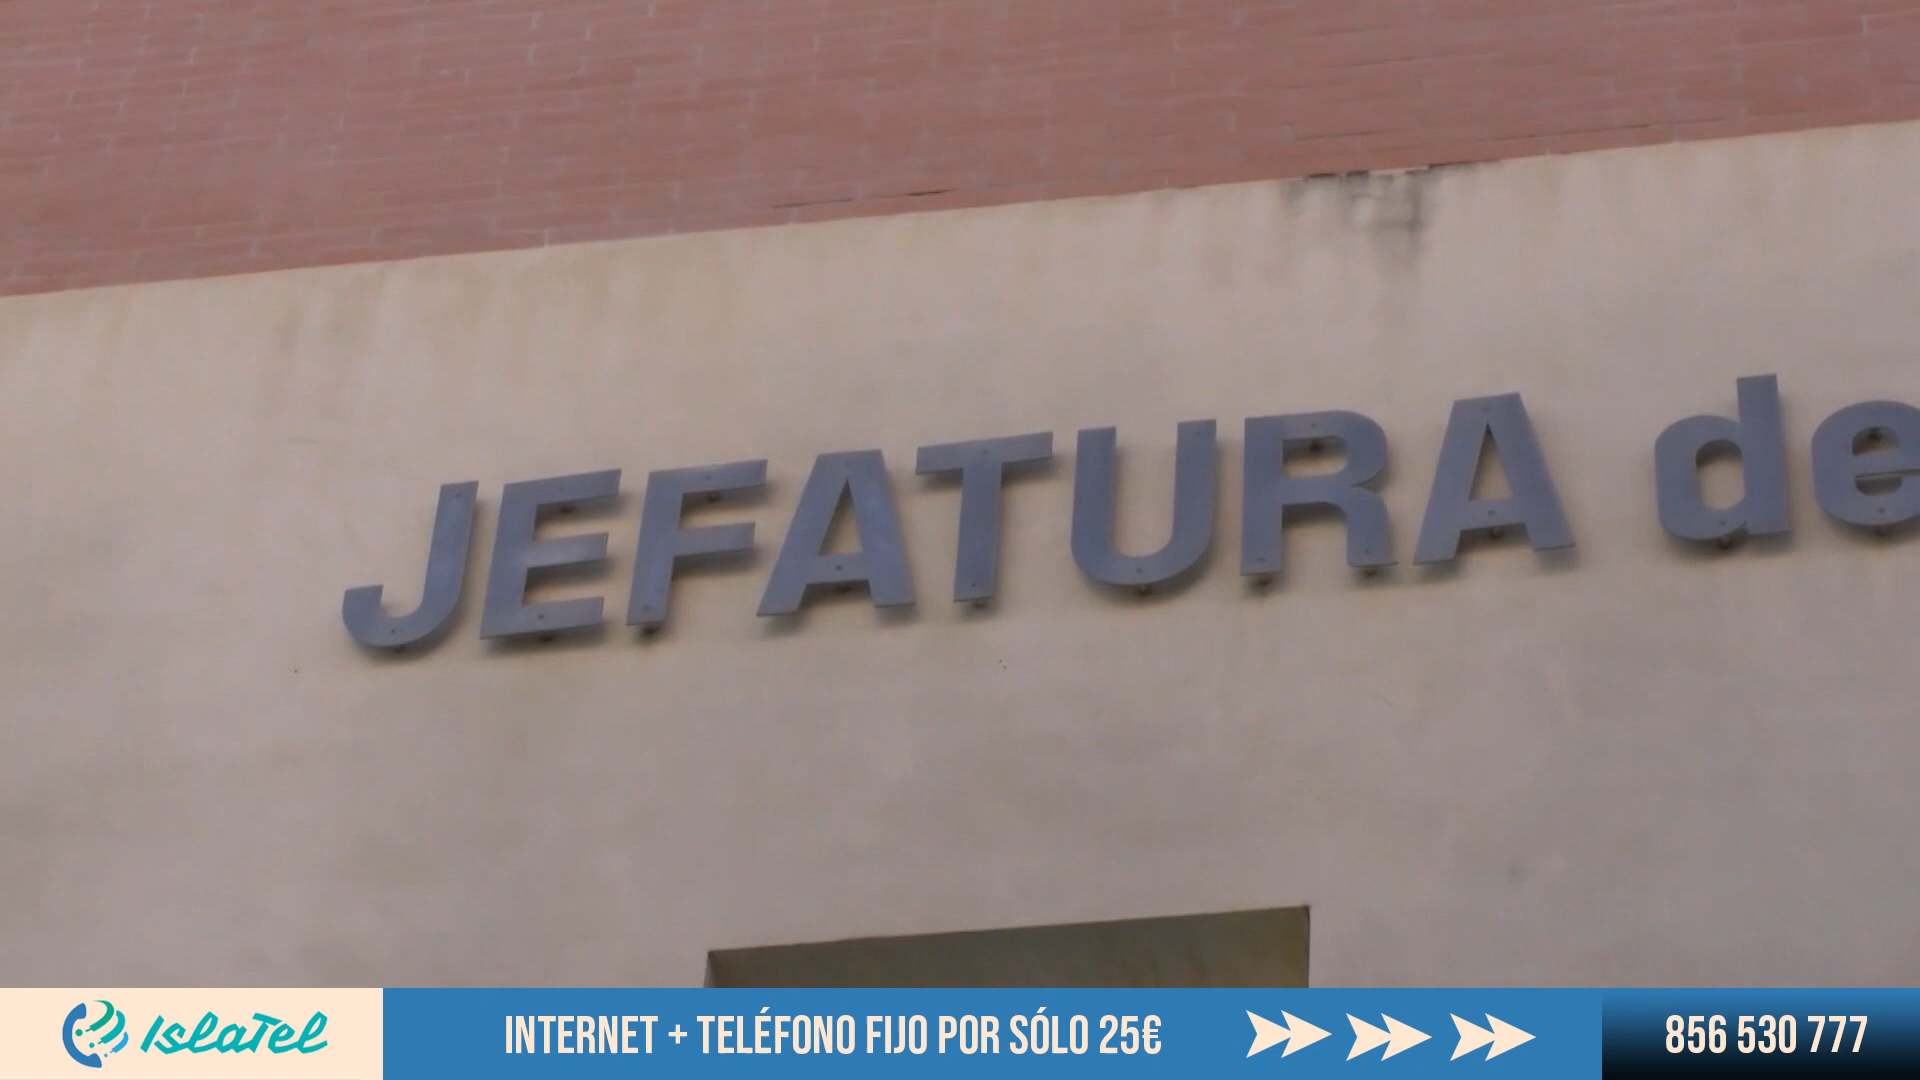 JEFATURA de
IslaTel
INTERNET + TELÉFONO FIJO POR SÓLO 25€
856 530 777